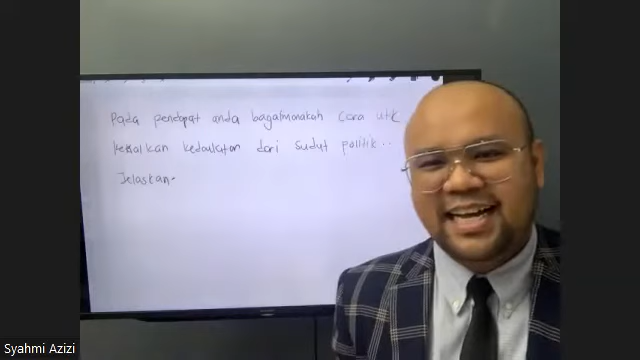 Pada pendapat anda bagaimanakah cara utk
kekalkan kedaulatan dari sudut politik...
Jelaskan-
Syahmi Azizi